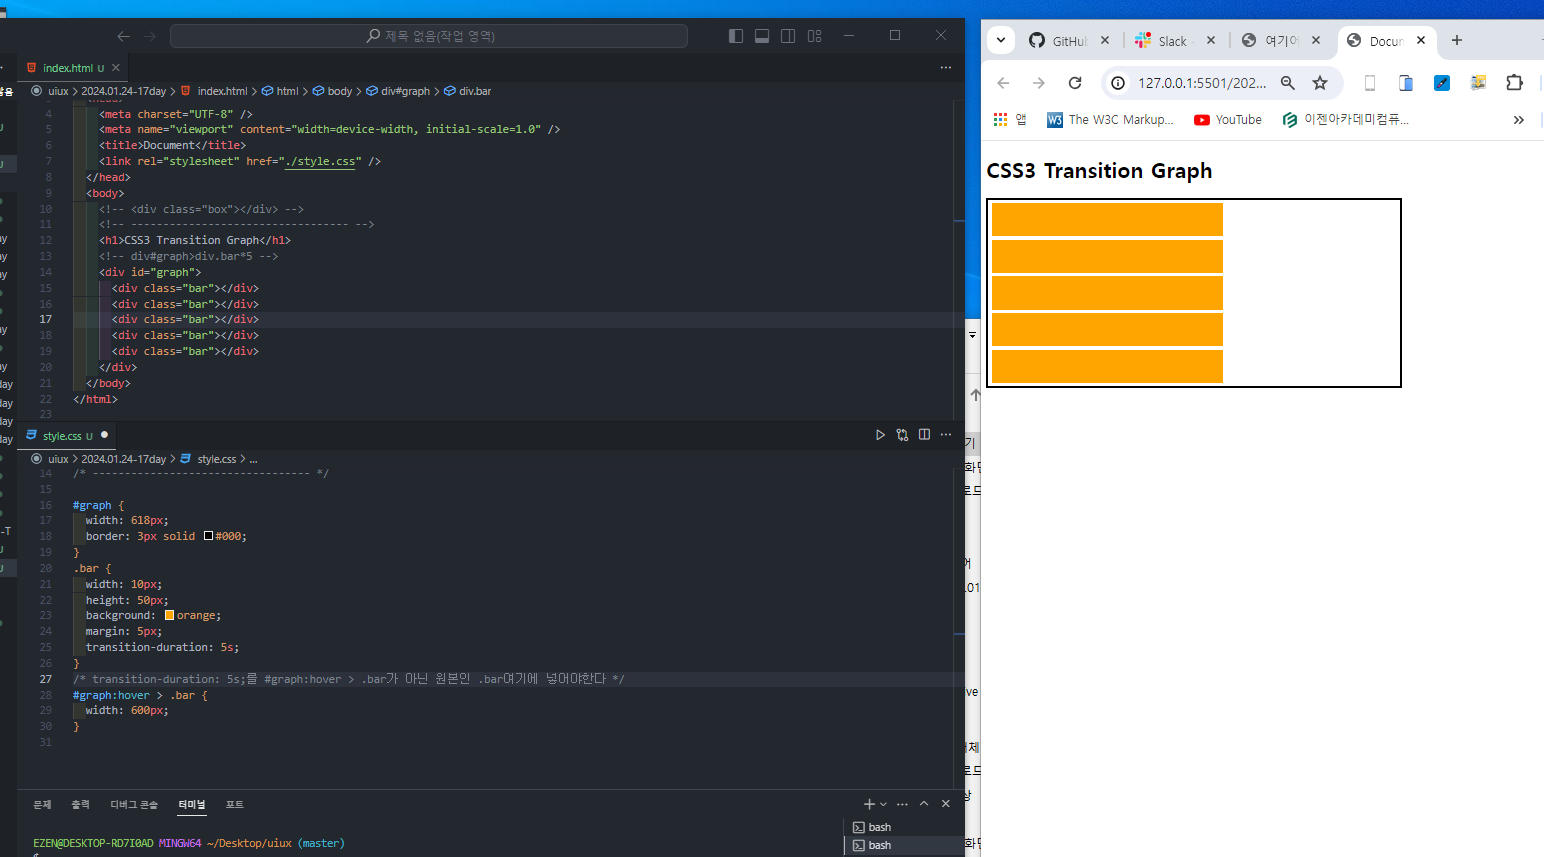 제목 없음(작업 영역)
index.html U
uiux > 2024.01.24-17day > index.html > html > body > div#graph > div.bar
4 <meta charset="UTF-8" />
5 <meta name="viewport" content="width=device-width, initial-scale=1.0" />
6 <title>Document</title>
7 <link rel="stylesheet" href="./style.css" />
8 </head>
9 <body>
10 <!-- <div class="box"></div> -->
11 <!-- ---------------------------------- -->
12 <h1>CSS3 Transition Graph</h1>
13 <!-- div#graph>div.bar*5 -->
14 <div id="graph">
15 <div class="bar"></div>
16 <div class="bar"></div>
17 <div class="bar"></div>
18 <div class="bar"></div>
19 <div class="bar"></div>
20 </div>
21 </body>
22 </html>
23
style.css U
uiux > 2024.01.24-17day > style.css > ...
14 /* ---------------------------------- */
15
16 #graph {
17 width: 618px;
18 border: 3px solid #000;
19 }
20 .bar {
21 width: 10px;
22 height: 50px;
23 background: orange;
24 margin: 5px;
25 transition-duration: 5s;
26 }
27 /* transition-duration: 5s;를 #graph:hover > .bar가 아닌 원본인 .bar여기에 넣어야한다 */
28 #graph:hover > .bar {
29 width: 600px;
30 }
31
문제 출력 디버그 콘솔 터미널 포트
bash
bash
EZEN@DESKTOP-RD7I0AD MINGW64 ~/Desktop/uiux (master)
$
GitHub Slack 여기어 Docun
127.0.0.1:5501/202...
앱 The W3C Markup... YouTube 이젠아카데미컴퓨...
CSS3 Transition Graph